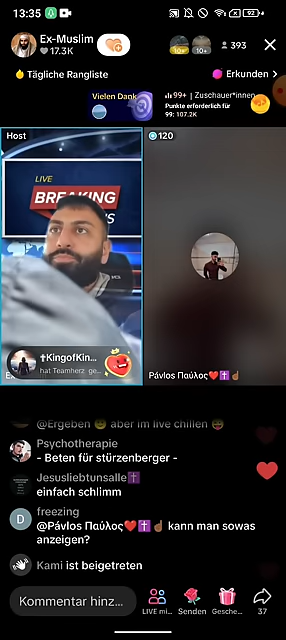 13:35
92
Ex-Muslim
17.3K
10+
10+
393
Tägliche Rangliste
Erkunden >
Vielen Dank
99+ | Zuschauer*innen
Punkte erforderlich für
99: 107.2K
Host
120
LIVE
BREAKING
✝KingofKin...
hat Teamherz ge...
Pávlos Παύλος❤️✝️☝🏽
@Ergeben 😀 aber im live chillen 😝
Psychotherapie
- Beten für stürzenberger -
Jesusliebtunsalle✝️
einfach schlimm
D
freezing
@Pávlos Παύλος❤️✝️☝🏽 kann man sowas
anzeigen?
Kami ist beigetreten
Kommentar hinz...
LIVE mi...
Senden
Gesche...
37